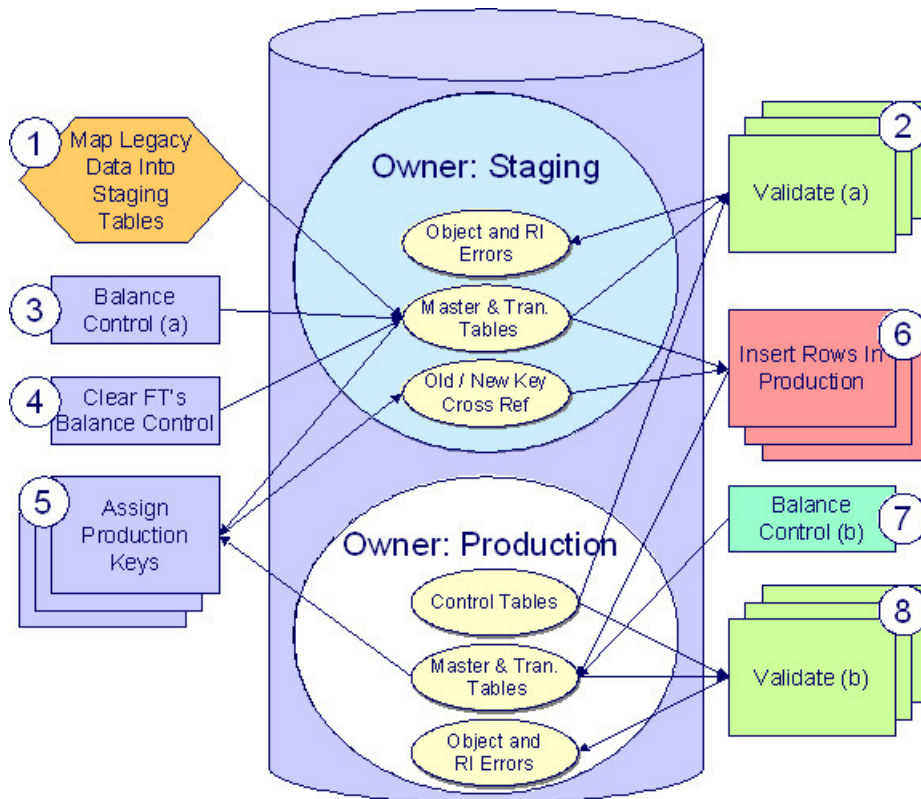 1
Map Legacy
Data Into
Staging
Tables
2
Validate (a)
Owner: Staging
Object and RI
Errors
3
Balance
Control (a)
Master & Tran.
Tables
4
Clear FT's
Balance Control
Old / New Key
Cross Ref
6
Insert Rows In
Production
5
Assign
Production
Keys
7
Balance
Control (b)
Owner: Production
Control Tables
8
Validate (b)
Master & Tran.
Tables
Object and
RI Errors